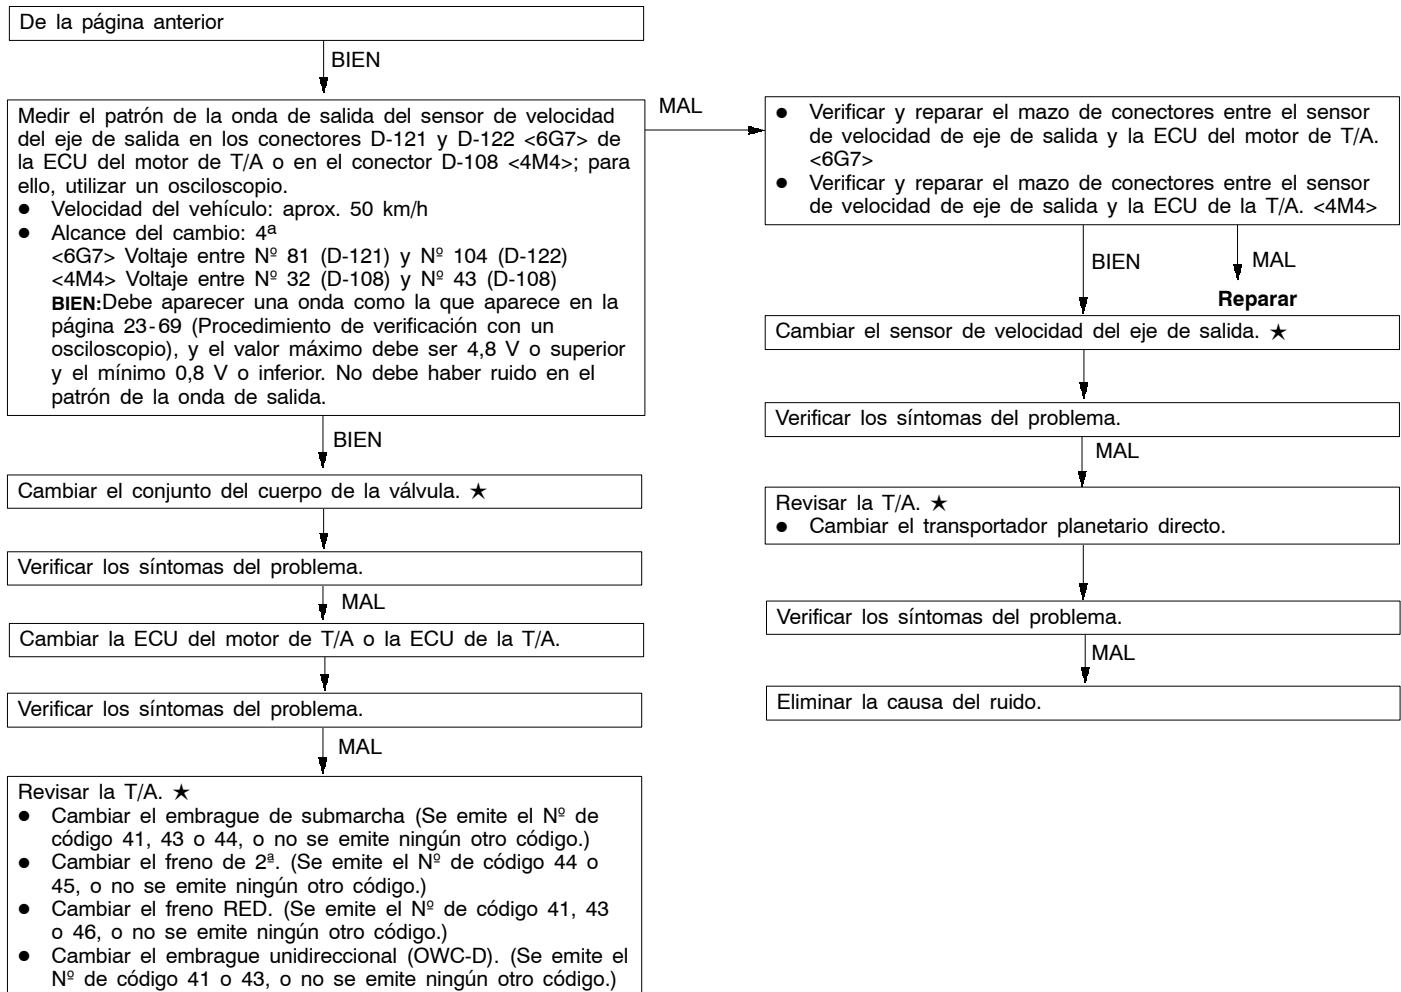 De la página anterior
BIEN
Medir el patrón de la onda de salida del sensor de velocidad
del eje de salida en los conectores D-121 y D-122 <6G7> de
la ECU del motor de T/A o en el conector D-108 <4M4>; para
ello, utilizar un osciloscopio.
● Velocidad del vehículo: aprox. 50 km/h
● Alcance del cambio: 4ª
<6G7> Voltaje entre Nº 81 (D-121) y Nº 104 (D-122)
<4M4> Voltaje entre Nº 32 (D-108) y Nº 43 (D-108)
BIEN:Debe aparecer una onda como la que aparece en la
página 23-69 (Procedimiento de verificación con un
osciloscopio), y el valor máximo debe ser 4,8 V o superior
y el mínimo 0,8 V o inferior. No debe haber ruido en el
patrón de la onda de salida.
BIEN
Cambiar el conjunto del cuerpo de la válvula. ★
Verificar los síntomas del problema.
MAL
Cambiar la ECU del motor de T/A o la ECU de la T/A.
Verificar los síntomas del problema.
MAL
Revisar la T/A. ★
● Cambiar el embrague de submarcha (Se emite el Nº de
código 41, 43 o 44, o no se emite ningún otro código.)
● Cambiar el freno de 2ª. (Se emite el Nº de código 44 o
45, o no se emite ningún otro código.)
● Cambiar el freno RED. (Se emite el Nº de código 41, 43
o 46, o no se emite ningún otro código.)
● Cambiar el embrague unidireccional (OWC-D). (Se emite el
Nº de código 41 o 43, o no se emite ningún otro código.)
MAL
● Verificar y reparar el mazo de conectores entre el sensor
de velocidad de eje de salida y la ECU del motor de T/A.
<6G7>
● Verificar y reparar el mazo de conectores entre el sensor
de velocidad de eje de salida y la ECU de la T/A. <4M4>
BIEN
MAL
Reparar
Cambiar el sensor de velocidad del eje de salida. ★
Verificar los síntomas del problema.
MAL
Revisar la T/A. ★
● Cambiar el transportador planetario directo.
Verificar los síntomas del problema.
MAL
Eliminar la causa del ruido.